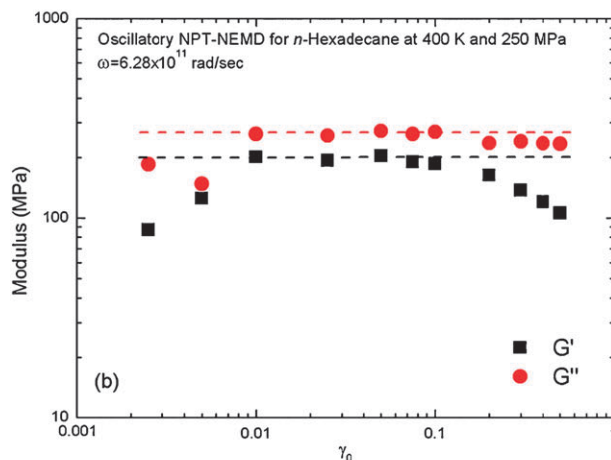 1000
Oscillatory NPT-NEMD for n-Hexadecane at 400 K and 250 MPa
ω=6.28x10¹¹ rad/sec
Modulus (MPa)
100
G'
G''
(b)
10
0.001
0.01
0.1
1
γ₀